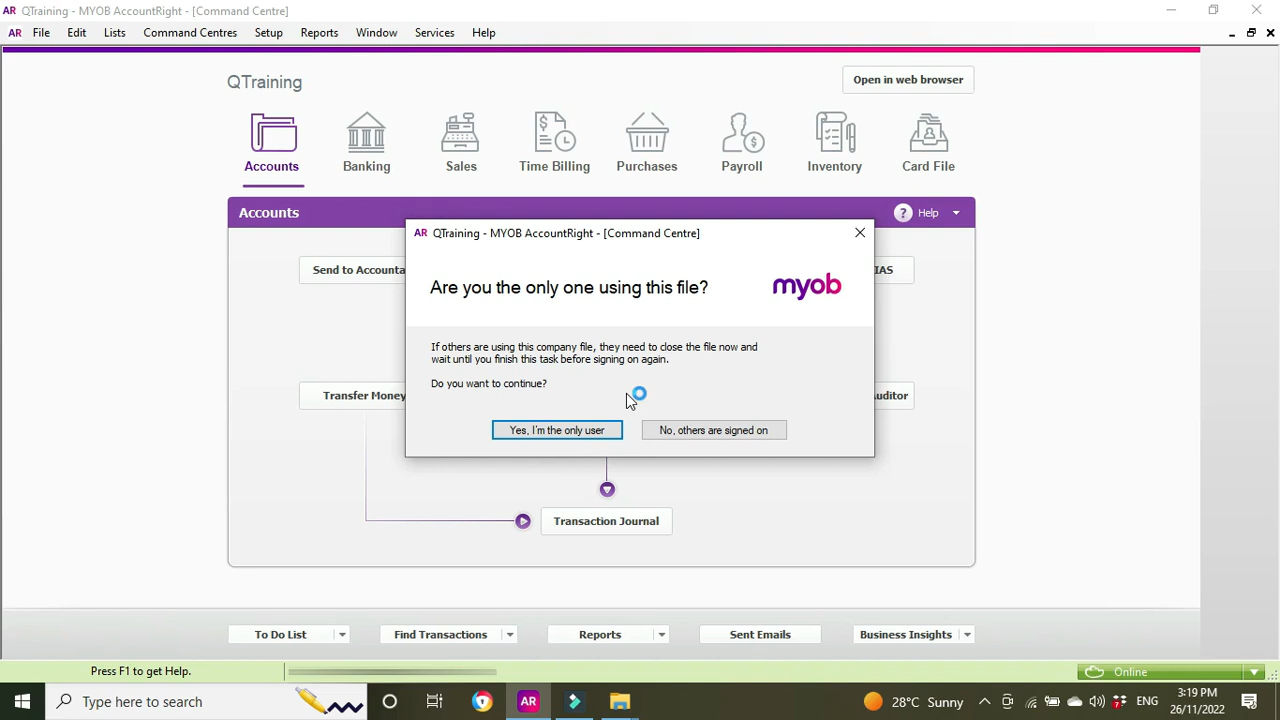 AR QTraining - MYOB AccountRight - [Command Centre]
AR File Edit Lists Command Centres Setup Reports Window Services Help
QTraining
Open in web browser
Accounts Banking Sales Time Billing Purchases Payroll Inventory Card File
Accounts
? Help
AR QTraining - MYOB AccountRight - [Command Centre]
Send to Accounta
IAS
Are you the only one using this file?
myob
If others are using this company file, they need to close the file now and
wait until you finish this task before signing on again.
Do you want to continue?
Transfer Money
Auditor
Yes, I'm the only user
No, others are signed on
Transaction Journal
To Do List Find Transactions Reports Sent Emails Business Insights
Press F1 to get Help.
Online
Type here to search
AR
28°C Sunny
ENG
3:19 PM
26/11/2022